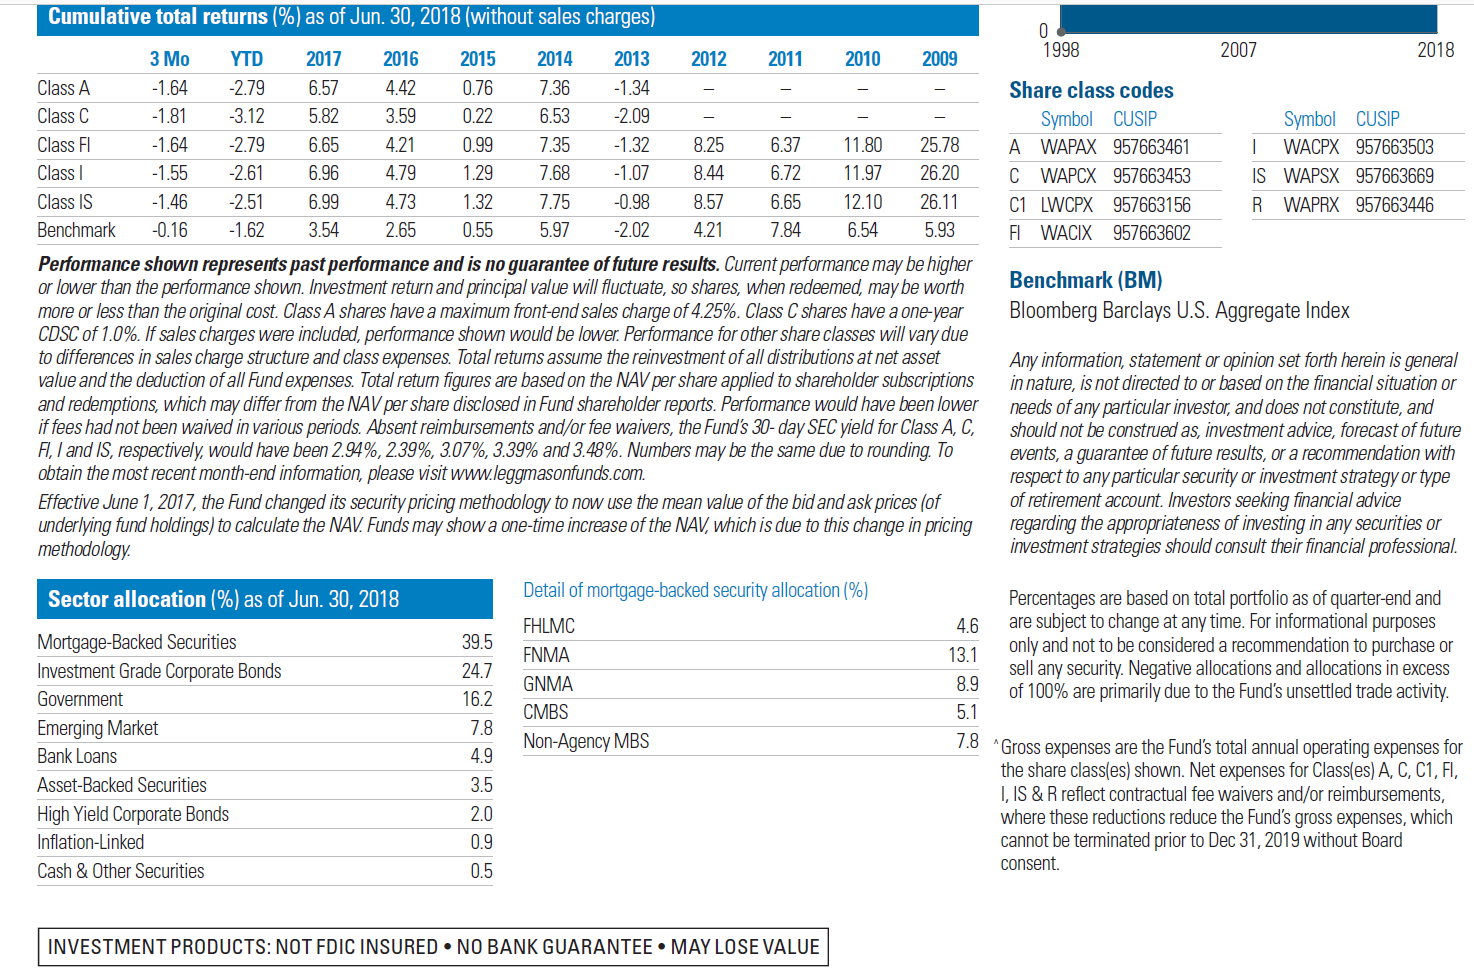 Cumulative total returns (%) as of Jun. 30, 2018 (without sales charges)
3 Mo YTD 2017 2016 2015 2014 2013 2012 2011 2010 2009
Class A -1.64 -2.79 6.57 4.42 0.76 7.36 -1.34 – – – –
Class C -1.81 -3.12 5.82 3.59 0.22 6.53 -2.09 – – – –
Class FI -1.64 -2.79 6.65 4.21 0.99 7.35 -1.32 8.25 6.37 11.80 25.78
Class I -1.55 -2.61 6.96 4.79 1.29 7.68 -1.07 8.44 6.72 11.97 26.20
Class IS -1.46 -2.51 6.99 4.73 1.32 7.75 -0.98 8.57 6.65 12.10 26.11
Benchmark -0.16 -1.62 3.54 2.65 0.55 5.97 -2.02 4.21 7.84 6.54 5.93
Performance shown represents past performance and is no guarantee of future results. Current performance may be higher
or lower than the performance shown. Investment return and principal value will fluctuate, so shares, when redeemed, may be worth
more or less than the original cost. Class A shares have a maximum front-end sales charge of 4.25%. Class C shares have a one-year
CDSC of 1.0%. If sales charges were included, performance shown would be lower. Performance for other share classes will vary due
to differences in sales charge structure and class expenses. Total returns assume the reinvestment of all distributions at net asset
value and the deduction of all Fund expenses. Total return figures are based on the NAV per share applied to shareholder subscriptions
and redemptions, which may differ from the NAV per share disclosed in Fund shareholder reports. Performance would have been lower
if fees had not been waived in various periods. Absent reimbursements and/or fee waivers, the Fund's 30- day SEC yield for Class A, C,
FI, I and IS, respectively, would have been 2.94%, 2.39%, 3.07%, 3.39% and 3.48%. Numbers may be the same due to rounding. To
obtain the most recent month-end information, please visit www.leggmasonfunds.com.
Effective June 1, 2017, the Fund changed its security pricing methodology to now use the mean value of the bid and ask prices (of
underlying fund holdings) to calculate the NAV. Funds may show a one-time increase of the NAV, which is due to this change in pricing
methodology.
Sector allocation (%) as of Jun. 30, 2018
Mortgage-Backed Securities 39.5
Investment Grade Corporate Bonds 24.7
Government 16.2
Emerging Market 7.8
Bank Loans 4.9
Asset-Backed Securities 3.5
High Yield Corporate Bonds 2.0
Inflation-Linked 0.9
Cash & Other Securities 0.5
Detail of mortgage-backed security allocation (%)
FHLMC 4.6
FNMA 13.1
GNMA 8.9
CMBS 5.1
Non-Agency MBS 7.8
0
1998 2007 2018
Share class codes
Symbol CUSIP Symbol CUSIP
A WAPAX 957663461 I WACPX 957663503
C WAPCX 957663453 IS WAPSX 957663669
C1 LWCPX 957663156 R WAPRX 957663446
FI WACIX 957663602
Benchmark (BM)
Bloomberg Barclays U.S. Aggregate Index
Any information, statement or opinion set forth herein is general
in nature, is not directed to or based on the financial situation or
needs of any particular investor, and does not constitute, and
should not be construed as, investment advice, forecast of future
events, a guarantee of future results, or a recommendation with
respect to any particular security or investment strategy or type
of retirement account. Investors seeking financial advice
regarding the appropriateness of investing in any securities or
investment strategies should consult their financial professional.
Percentages are based on total portfolio as of quarter-end and
are subject to change at any time. For informational purposes
only and not to be considered a recommendation to purchase or
sell any security. Negative allocations and allocations in excess
of 100% are primarily due to the Fund's unsettled trade activity.
^ Gross expenses are the Fund's total annual operating expenses for
the share class(es) shown. Net expenses for Class(es) A, C, C1, FI,
I, IS & R reflect contractual fee waivers and/or reimbursements,
where these reductions reduce the Fund's gross expenses, which
cannot be terminated prior to Dec 31, 2019 without Board
consent.
INVESTMENT PRODUCTS: NOT FDIC INSURED • NO BANK GUARANTEE • MAY LOSE VALUE